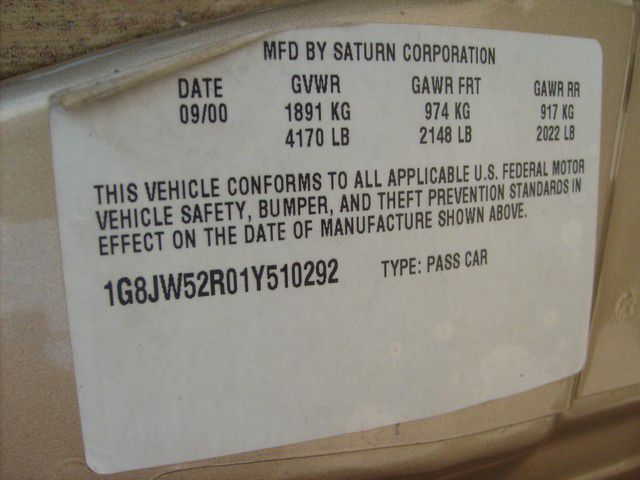 MFD BY SATURN CORPORATION
DATE GVWR GAWR FRT GAWR RR
09/00 1891 KG 974 KG 917 KG
4170 LB 2148 LB 2022 LB
THIS VEHICLE CONFORMS TO ALL APPLICABLE U.S. FEDERAL MOTOR
VEHICLE SAFETY, BUMPER, AND THEFT PREVENTION STANDARDS IN
EFFECT ON THE DATE OF MANUFACTURE SHOWN ABOVE.
1G8JW52R01Y510292 TYPE: PASS CAR